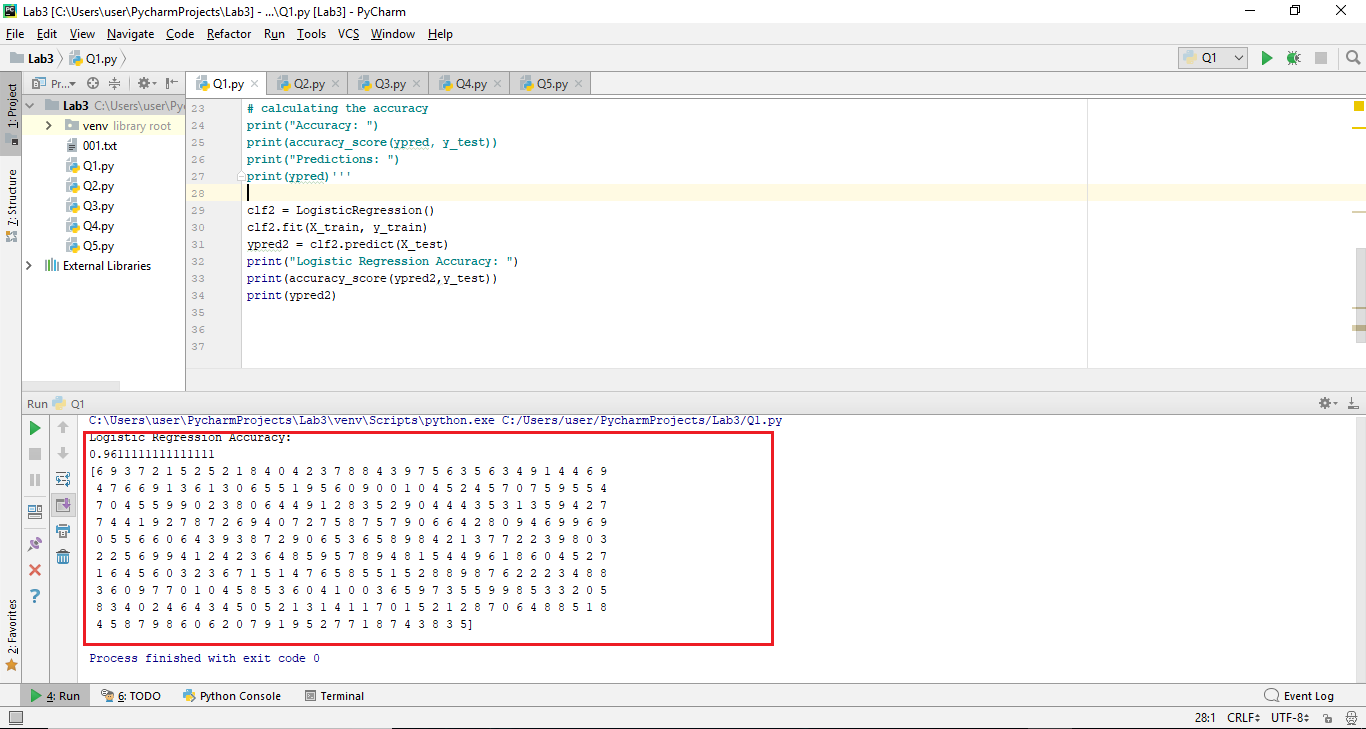 Lab3 [C:\Users\user\PycharmProjects\Lab3] - ...\Q1.py [Lab3] - PyCharm
File Edit View Navigate Code Refactor Run Tools VCS Window Help
Lab3 Q1.py Q1
1: Project
Pr...
Q1.py Q2.py Q3.py Q4.py Q5.py
Lab3 C:\Users\user\Py
venv library root
001.txt
Q1.py
Q2.py
Q3.py
Q4.py
Q5.py
External Libraries
7: Structure
23 # calculating the accuracy
24 print("Accuracy: ")
25 print(accuracy_score(ypred, y_test))
26 print("Predictions: ")
27 print(ypred)'''
28
29 clf2 = LogisticRegression()
30 clf2.fit(X_train, y_train)
31 ypred2 = clf2.predict(X_test)
32 print("Logistic Regression Accuracy: ")
33 print(accuracy_score(ypred2,y_test))
34 print(ypred2)
35
36
37
Run Q1
C:\Users\user\PycharmProjects\Lab3\venv\Scripts\python.exe C:/Users/user/PycharmProjects/Lab3/Q1.py
Logistic Regression Accuracy:
0.9611111111111111
[6 9 3 7 2 1 5 2 5 2 1 8 4 0 4 2 3 7 8 8 4 3 9 7 5 6 3 5 6 3 4 9 1 4 4 6 9
4 7 6 6 9 1 3 6 1 3 0 6 5 5 1 9 5 6 0 9 0 0 1 0 4 5 2 4 5 7 0 7 5 9 5 5 4
7 0 4 5 5 9 9 0 2 3 8 0 6 4 4 9 1 2 8 3 5 2 9 0 4 4 4 3 5 3 1 3 5 9 4 2 7
7 4 4 1 9 2 7 8 7 2 6 9 4 0 7 2 7 5 8 7 5 7 9 0 6 6 4 2 8 0 9 4 6 9 9 6 9
0 5 5 6 6 0 6 4 3 9 3 8 7 2 9 0 6 5 3 6 5 8 9 8 4 2 1 3 7 7 2 2 3 9 8 0 3
2 2 5 6 9 9 4 1 2 4 2 3 6 4 8 5 9 5 7 8 9 4 8 1 5 4 4 9 6 1 8 6 0 4 5 2 7
1 6 4 5 6 0 3 2 3 6 7 1 5 1 4 7 6 5 8 5 5 1 5 2 8 8 9 8 7 6 2 2 2 3 4 8 8
3 6 0 9 7 7 0 1 0 4 5 8 5 3 6 0 4 1 0 0 3 6 5 9 7 3 5 5 9 9 8 5 3 3 2 0 5
8 3 4 0 2 4 6 4 3 4 5 0 5 2 1 3 1 4 1 1 7 0 1 5 2 1 2 8 7 0 6 4 8 8 5 1 8
4 5 8 7 9 8 6 0 6 2 0 7 9 1 9 5 2 7 7 1 8 7 4 3 8 3 5]
Process finished with exit code 0
2: Favorites
4: Run 6: TODO Python Console Terminal Event Log
28:1 CRLF UTF-8